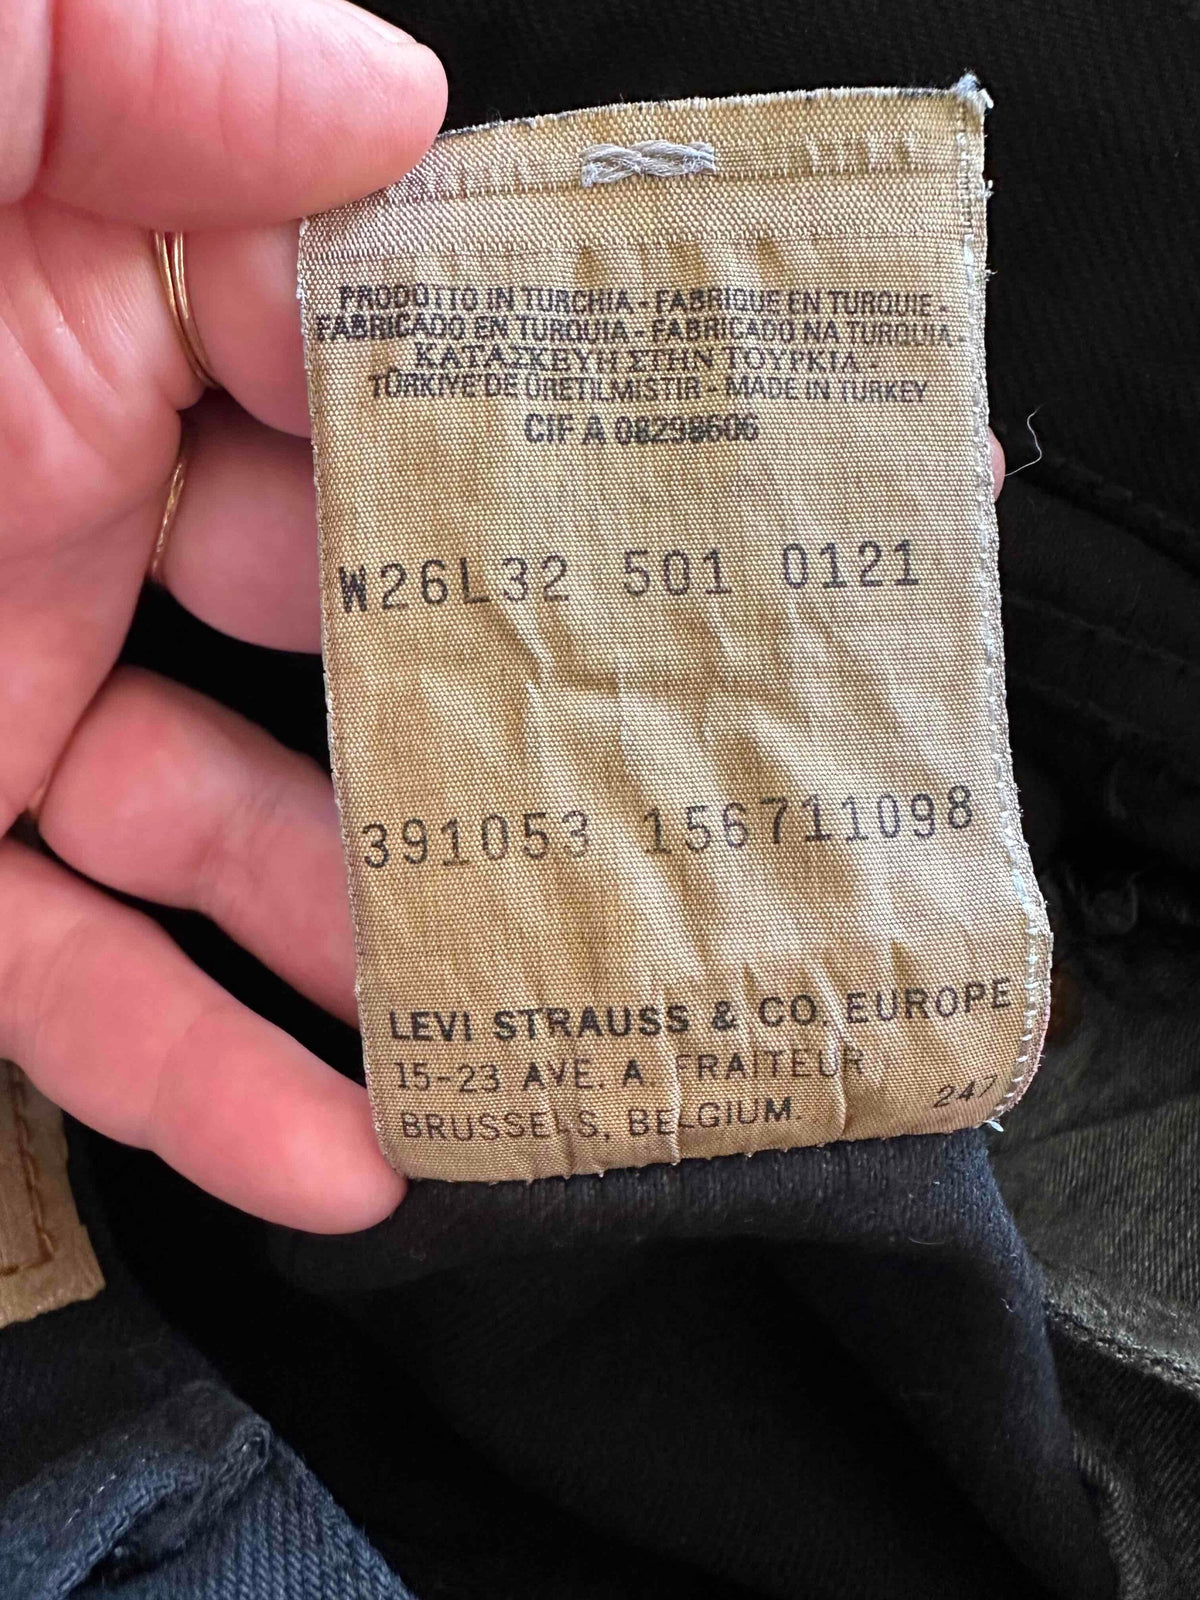 PRODOTTO IN TURCHIA - FABRIQUE EN TURQUIE -
FABRICADO EN TURQUIA - FABRICADO NA TURQUIA -
ΚΑΤΑΣΚΕΥΗ ΣΤΗΝ ΤΟΥΡΚΙΑ -
TÜRKIYE'DE ÜRETILMISTIR - MADE IN TURKEY
CIF A 08298606
W26L32 501 0121
391053 156711098
LEVI STRAUSS & CO. EUROPE
15-23 AVE. A. FRAITEUR
BRUSSELS, BELGIUM.
247